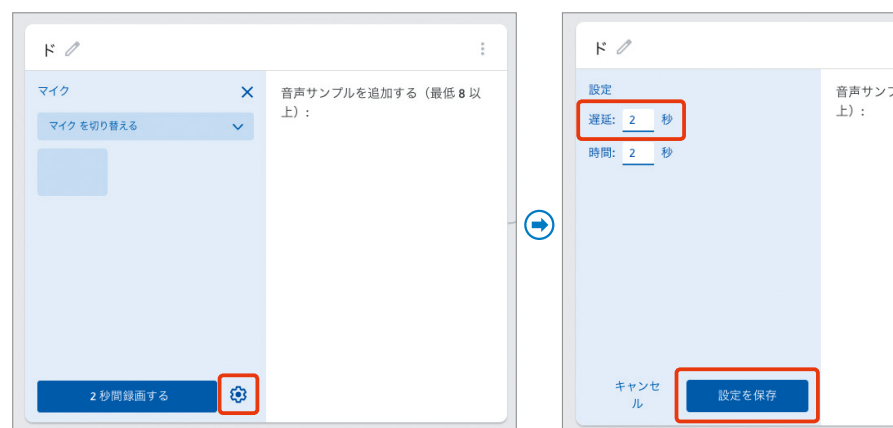 ド
マイク
マイク を切り替える
音声サンプルを追加する（最低 8 以
上）:
2 秒間録画する
ド
設定
遅延: 2 秒
時間: 2 秒
音声サンプ
上）:
キャンセ
ル
設定を保存